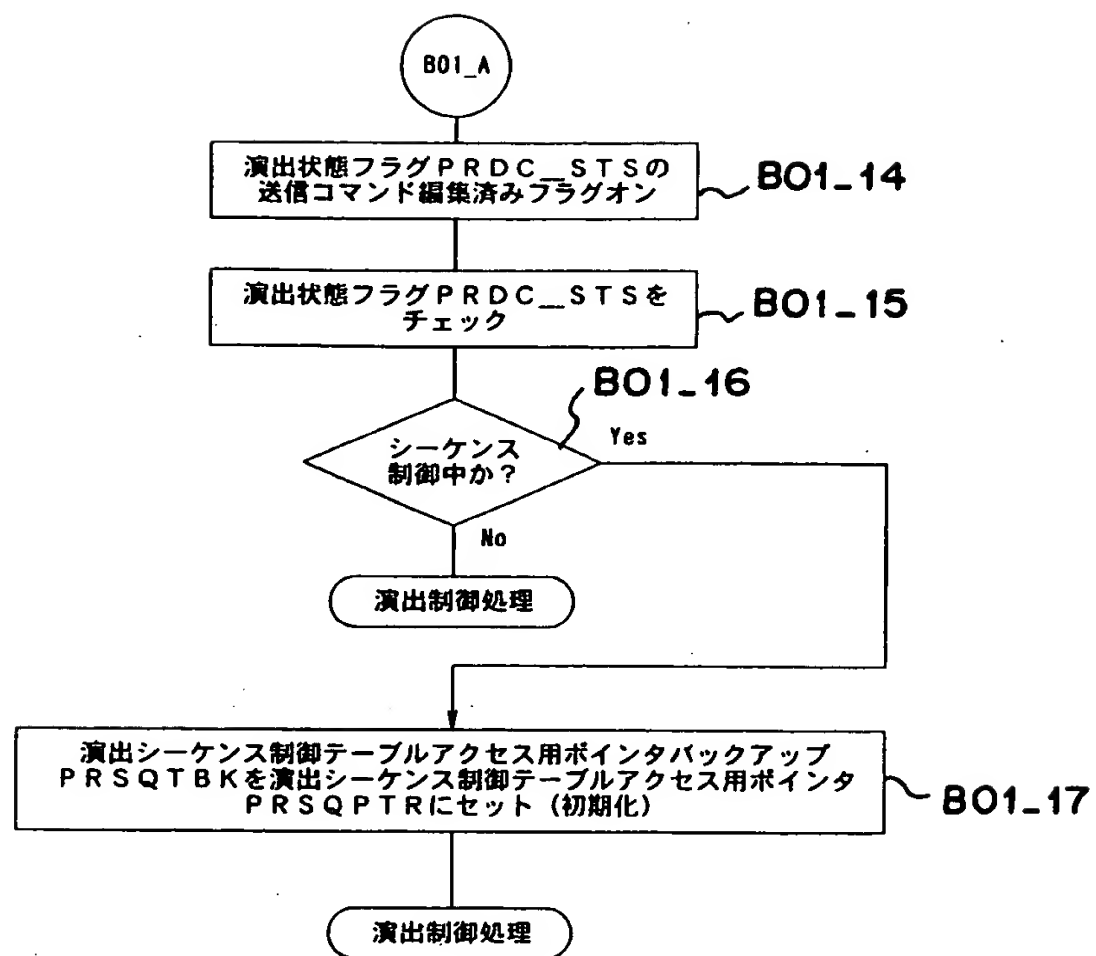 B01_A
演出状態フラグPRDC__STSの
送信コマンド編集済みフラグオン
B01_14
演出状態フラグPRDC__STSを
チェック
B01_15
B01_16
シーケンス
制御中か？
Yes
No
演出制御処理
演出シーケンス制御テーブルアクセス用ポインタバックアップ
PRSQTBKを演出シーケンス制御テーブルアクセス用ポインタ
PRSQPTRにセット（初期化）
B01_17
演出制御処理